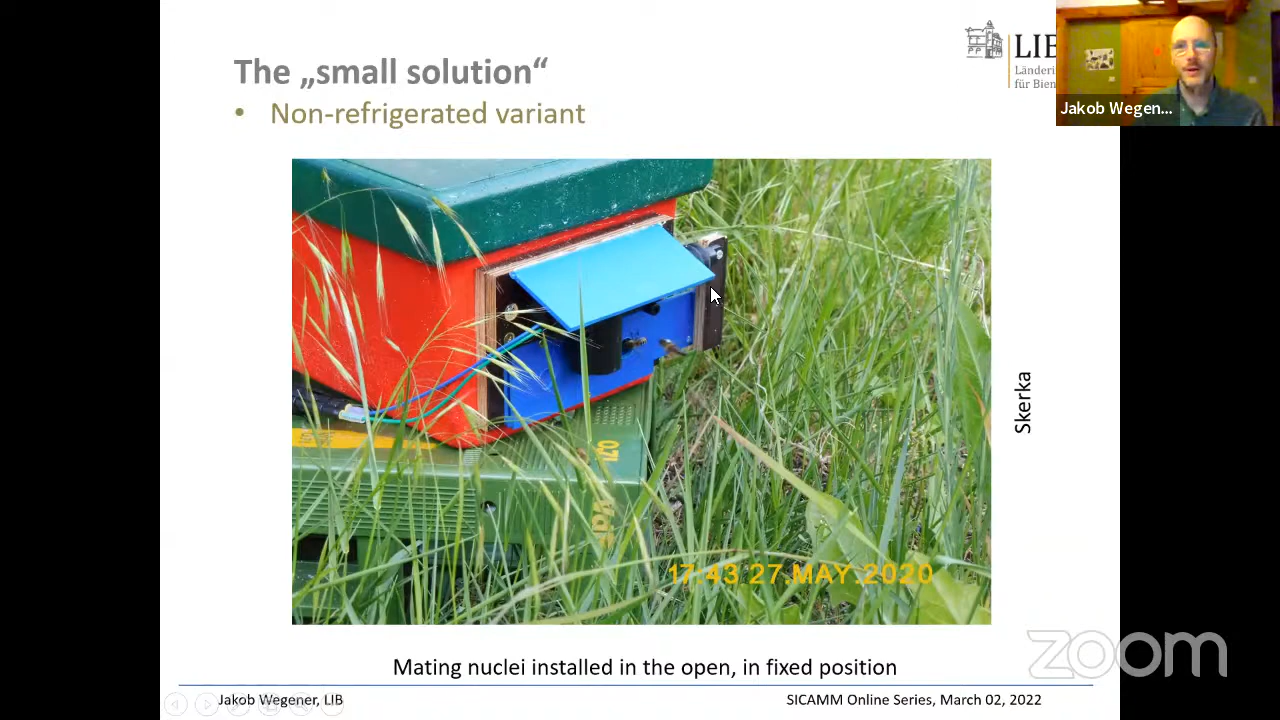 The „small solution“
• Non-refrigerated variant
LIB
Länderi
für Bien
Jakob Wegen...
Skerka
17:43 27.MAY.2020
Mating nuclei installed in the open, in fixed position
zoom
Jakob Wegener, LIB
SICAMM Online Series, March 02, 2022